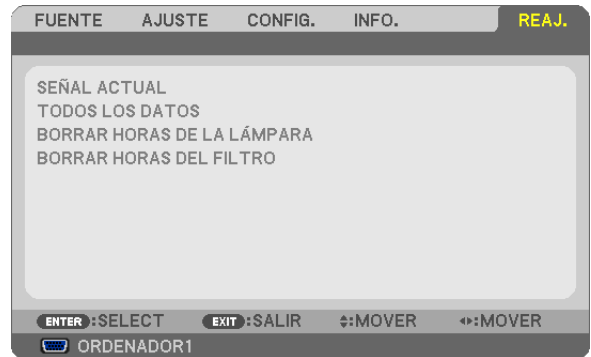 FUENTE AJUSTE CONFIG. INFO. REAJ.
SEÑAL ACTUAL
TODOS LOS DATOS
BORRAR HORAS DE LA LÁMPARA
BORRAR HORAS DEL FILTRO
ENTER :SELECT EXIT :SALIR :MOVER :MOVER
ORDENADOR1